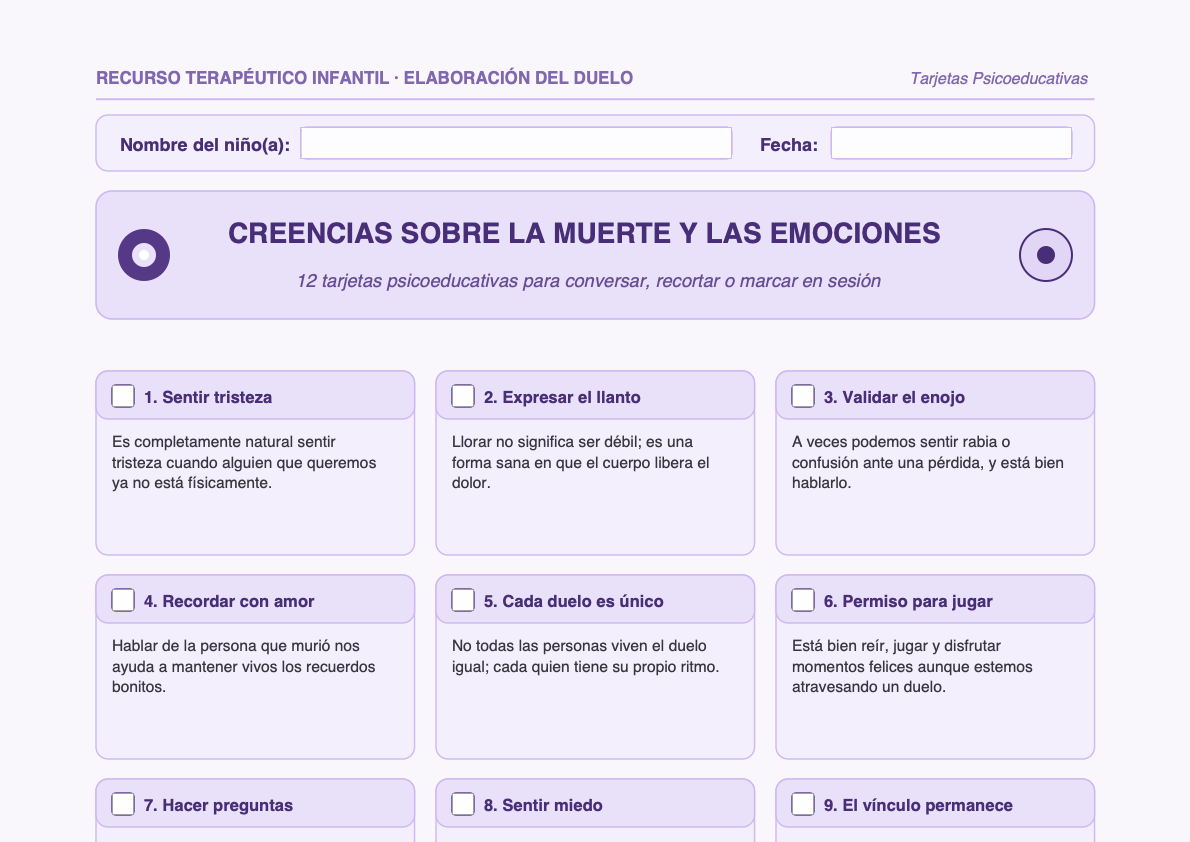 RECURSO TERAPÉUTICO INFANTIL · ELABORACIÓN DEL DUELO
Tarjetas Psicoeducativas
Nombre del niño(a):
Fecha:
CREENCIAS SOBRE LA MUERTE Y LAS EMOCIONES
12 tarjetas psicoeducativas para conversar, recortar o marcar en sesión
1. Sentir tristeza
Es completamente natural sentir
tristeza cuando alguien que queremos
ya no está físicamente.
2. Expresar el llanto
Llorar no significa ser débil; es una
forma sana en que el cuerpo libera el
dolor.
3. Validar el enojo
A veces podemos sentir rabia o
confusión ante una pérdida, y está bien
hablarlo.
4. Recordar con amor
Hablar de la persona que murió nos
ayuda a mantener vivos los recuerdos
bonitos.
5. Cada duelo es único
No todas las personas viven el duelo
igual; cada quien tiene su propio ritmo.
6. Permiso para jugar
Está bien reír, jugar y disfrutar
momentos felices aunque estemos
atravesando un duelo.
7. Hacer preguntas
8. Sentir miedo
9. El vínculo permanece